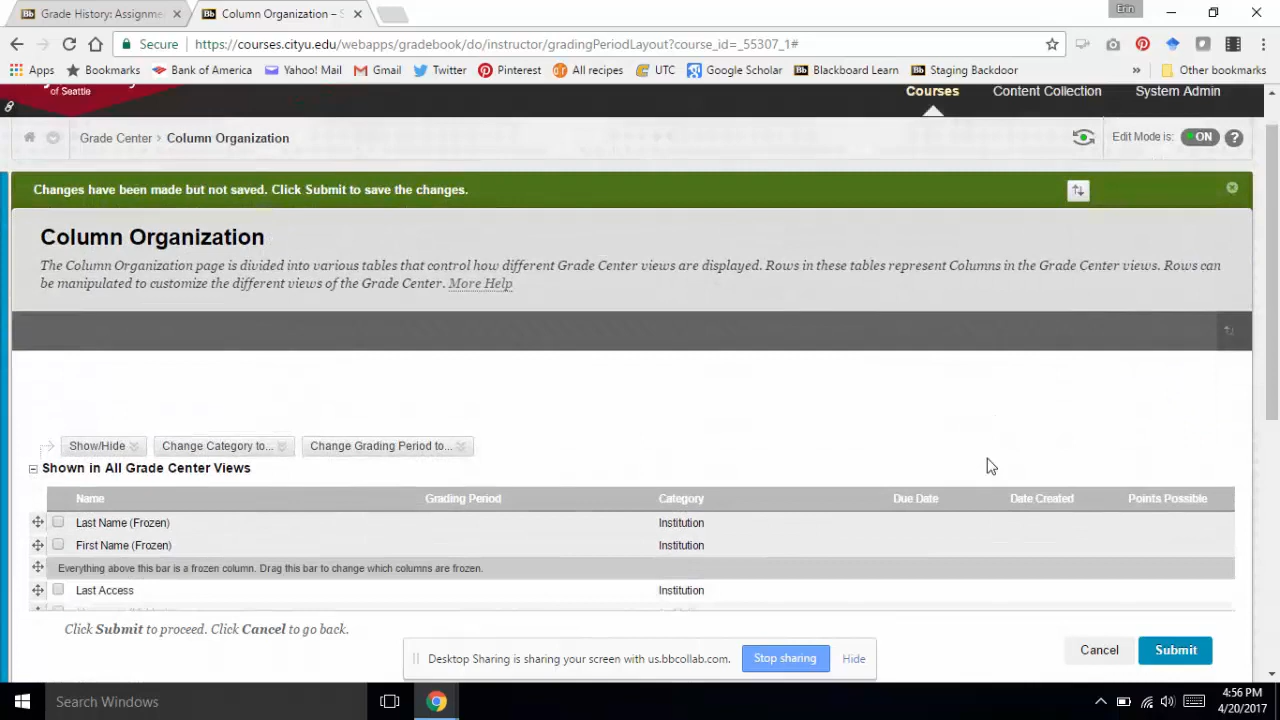 Grade History: Assignme
Column Organization – S
Erin
Secure https://courses.cityu.edu/webapps/gradebook/do/instructor/gradingPeriodLayout?course_id=_55307_1#
Apps Bookmarks Bank of America Yahoo! Mail Gmail Twitter Pinterest All recipes UTC Google Scholar Blackboard Learn Staging Backdoor » Other bookmarks
of Seattle
Courses Content Collection System Admin
Grade Center > Column Organization
Edit Mode is: ON ?
Changes have been made but not saved. Click Submit to save the changes.
Column Organization
The Column Organization page is divided into various tables that control how different Grade Center views are displayed. Rows in these tables represent Columns in the Grade Center views. Rows can
be manipulated to customize the different views of the Grade Center. More Help
Show/Hide Change Category to... Change Grading Period to...
Shown in All Grade Center Views
Name Grading Period Category Due Date Date Created Points Possible
Last Name (Frozen) Institution
First Name (Frozen) Institution
Everything above this bar is a frozen column. Drag this bar to change which columns are frozen.
Last Access Institution
Click Submit to proceed. Click Cancel to go back.
Desktop Sharing is sharing your screen with us.bbcollab.com. Stop sharing Hide
Cancel Submit
Search Windows
4:56 PM
4/20/2017